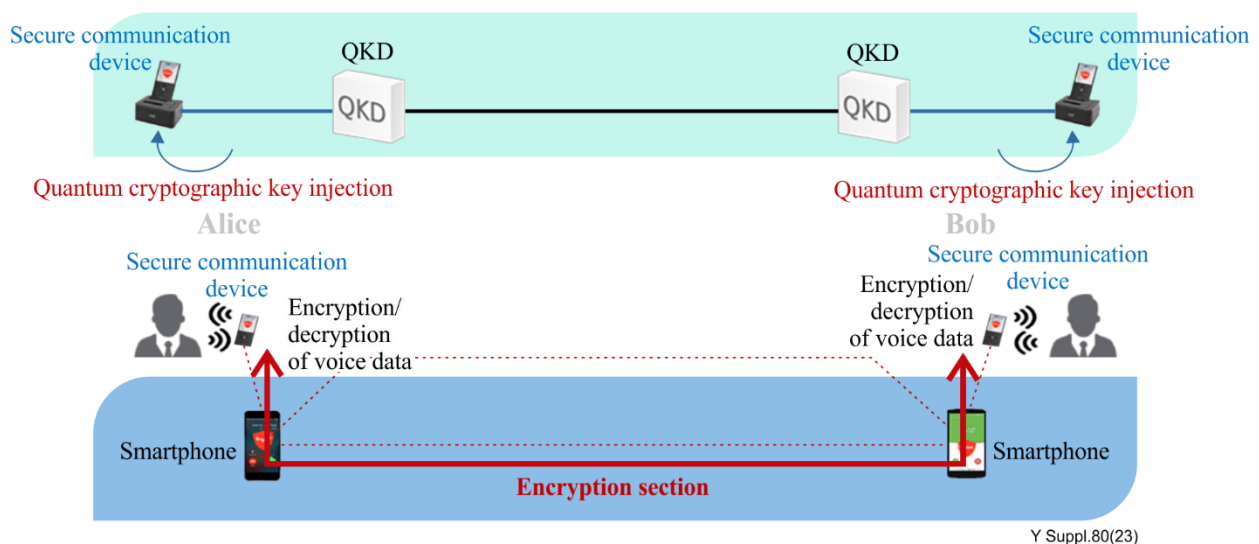 Secure communication
device
QKD
QKD
Secure communication
device
QKD
QKD
Quantum cryptographic key injection
Quantum cryptographic key injection
Alice
Bob
Secure communication
device
Secure communication
device
Encryption/
decryption
of voice data
Encryption/
decryption
of voice data
Smartphone
Smartphone
Encryption section
Y Suppl.80(23)